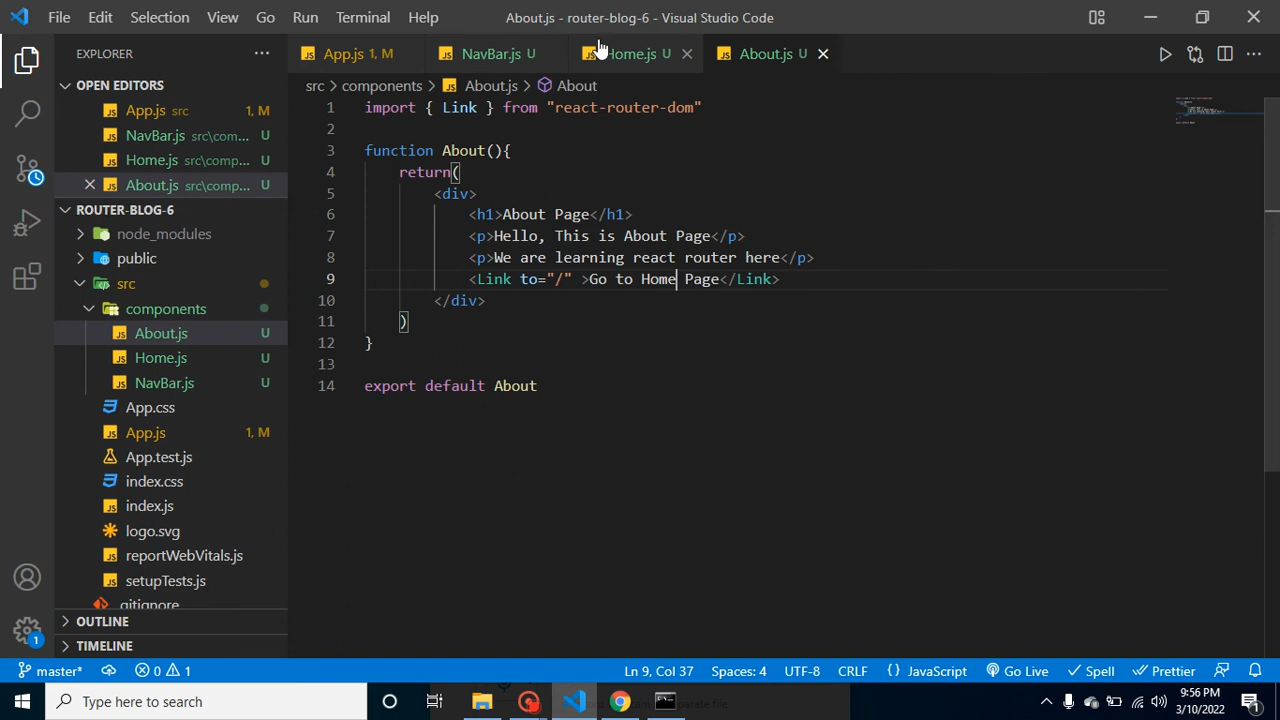 File Edit Selection View Go Run Terminal Help About.js - router-blog-6 - Visual Studio Code
EXPLORER
App.js 1, M NavBar.js U Home.js U About.js U
OPEN EDITORS
App.js src 1, M
NavBar.js src\com... U
Home.js src\comp... U
About.js src\comp... U
ROUTER-BLOG-6
node_modules
public
src
components
About.js U
Home.js U
NavBar.js U
App.css
App.js 1, M
App.test.js
index.css
index.js
logo.svg
reportWebVitals.js
setupTests.js
.gitignore
OUTLINE
TIMELINE
src > components > About.js > About
1 import { Link } from "react-router-dom"
2
3 function About(){
4 return(
5 <div>
6 <h1>About Page</h1>
7 <p>Hello, This is About Page</p>
8 <p>We are learning react router here</p>
9 <Link to="/" >Go to Home Page</Link>
10 </div>
11 )
12 }
13
14 export default About
1
master* 0 1 Ln 9, Col 37 Spaces: 4 UTF-8 CRLF { } JavaScript Go Live Spell Prettier
Type here to search
9:56 PM
3/10/2022
1